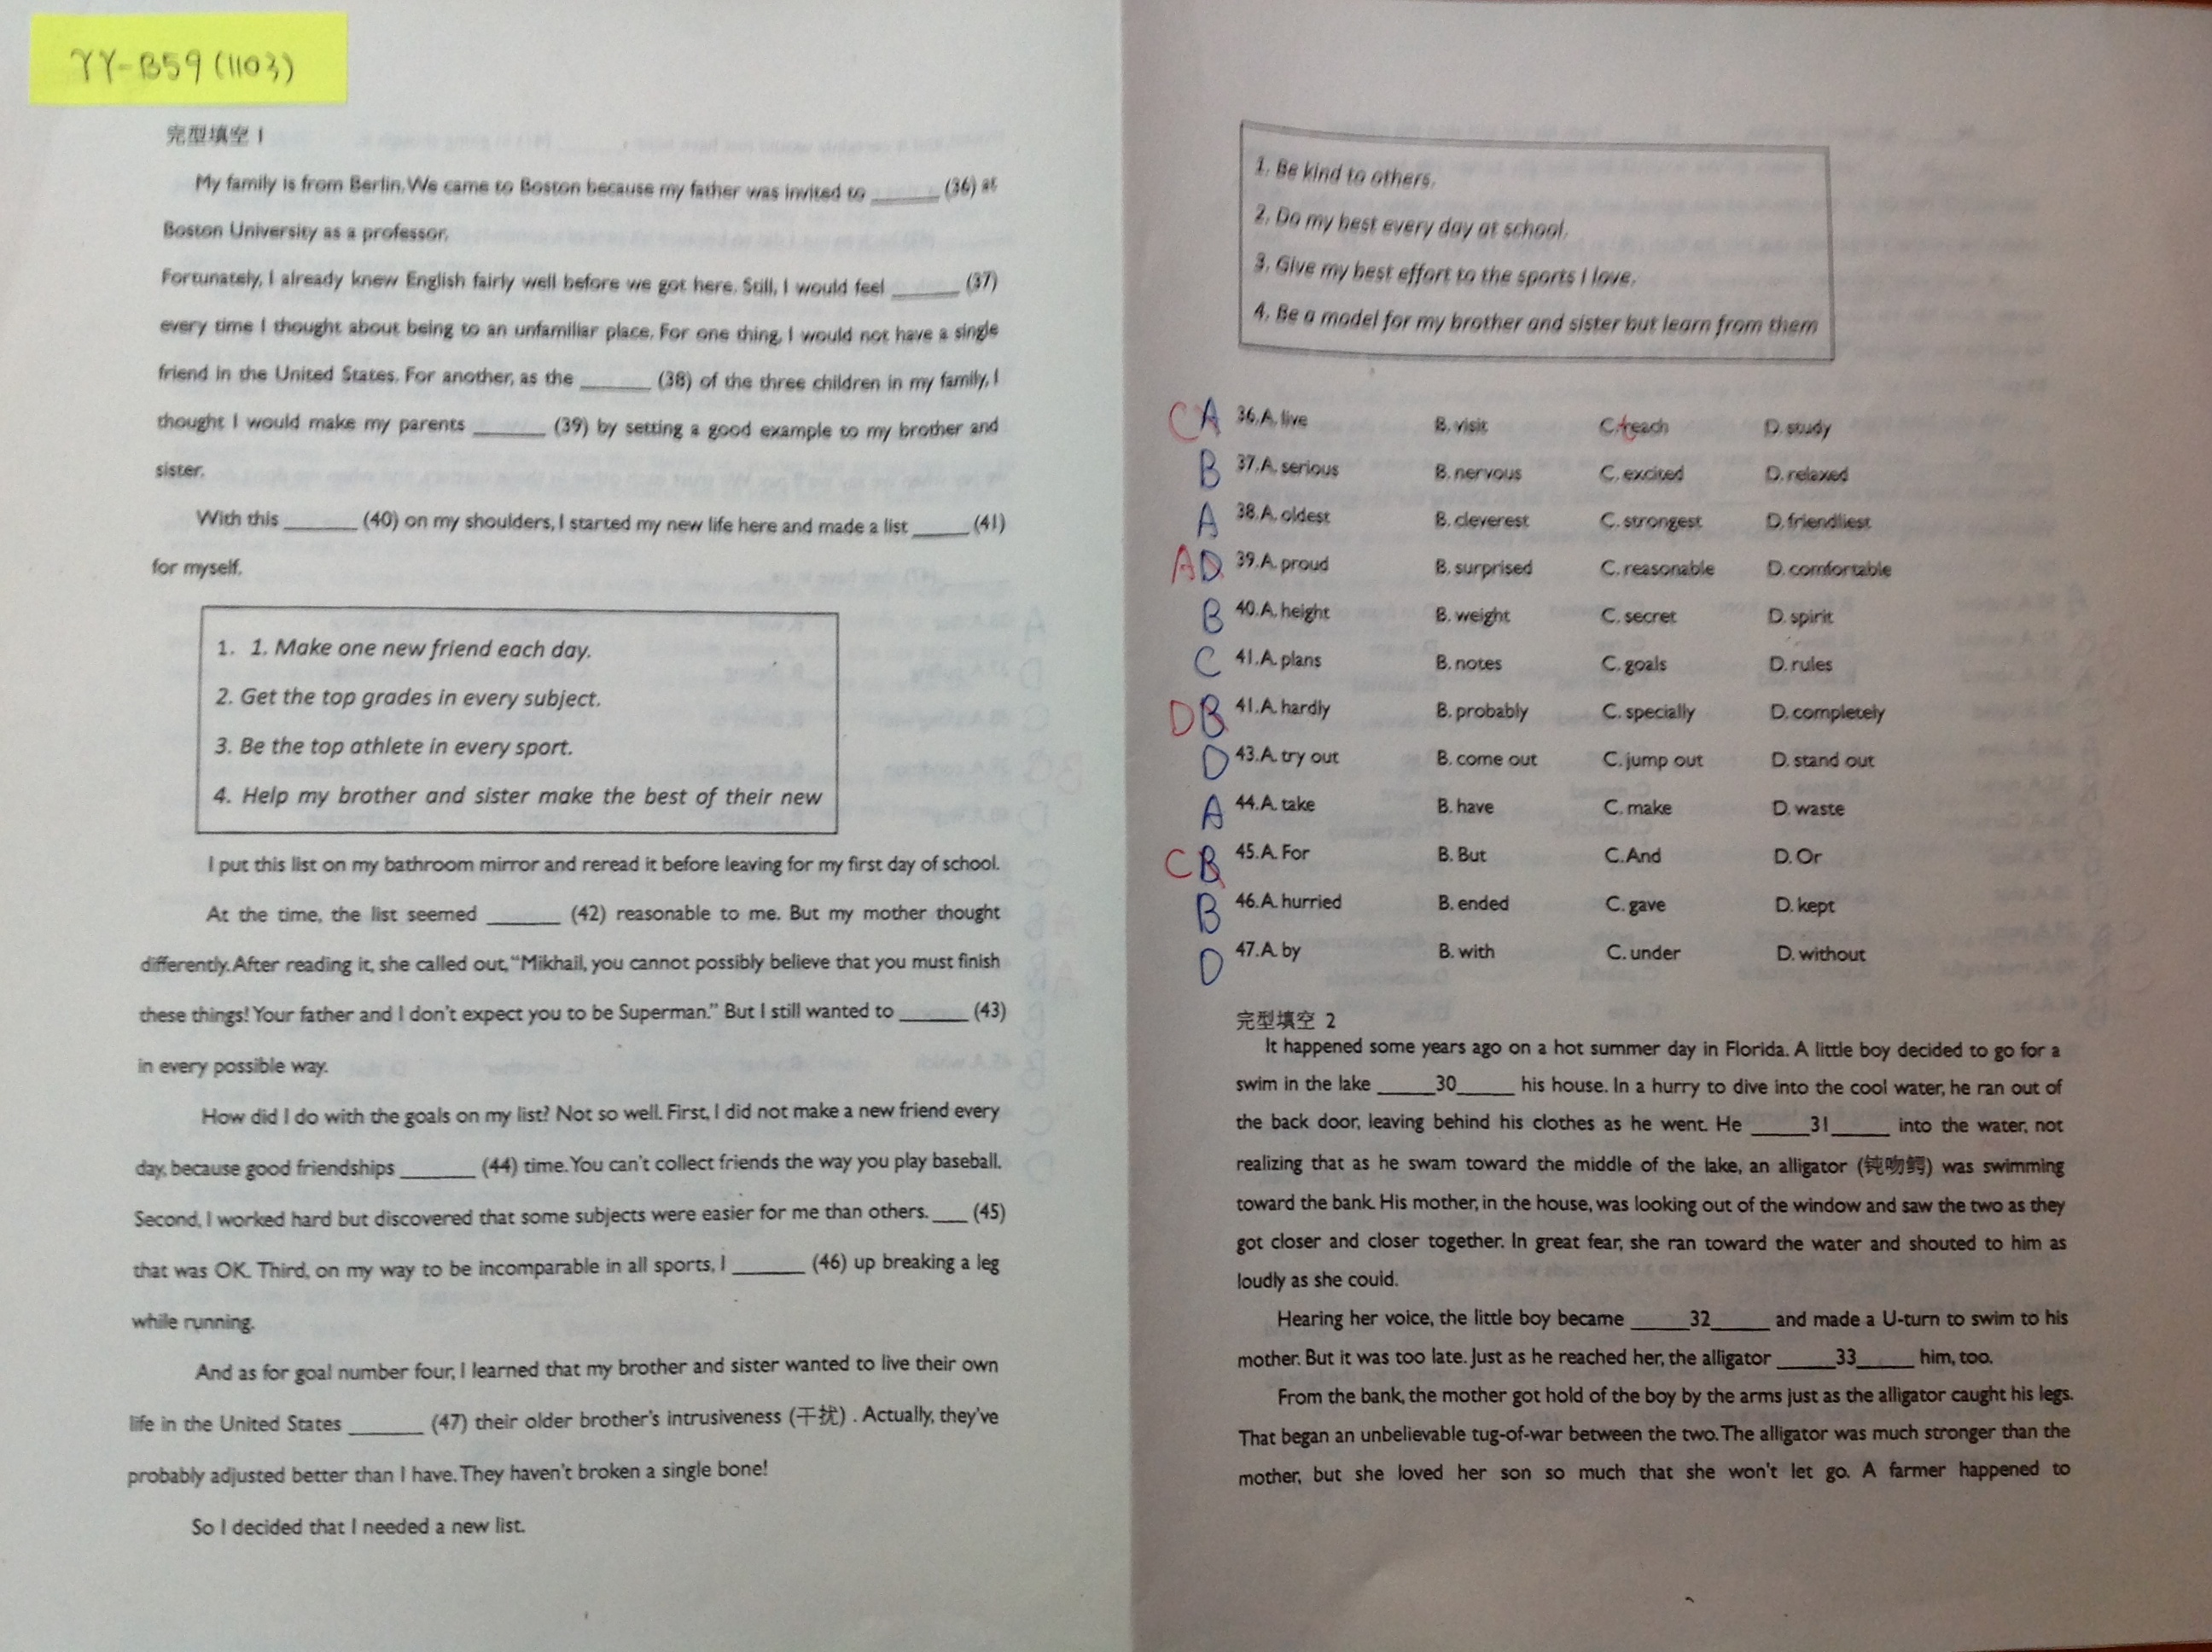 YY-B59(1103)
完型填空 1
My family is from Berlin. We came to Boston because my father was invited to ______ (36) at
Boston University as a professor.
Fortunately, I already knew English fairly well before we got here. Still, I would feel ______ (37)
every time I thought about being to an unfamiliar place. For one thing, I would not have a single
friend in the United States. For another, as the ______ (38) of the three children in my family, I
thought I would make my parents ______ (39) by setting a good example to my brother and
sister.
With this ______ (40) on my shoulders, I started my new life here and made a list _____ (41)
for myself.
1. 1. Make one new friend each day.
2. Get the top grades in every subject.
3. Be the top athlete in every sport.
4. Help my brother and sister make the best of their new
I put this list on my bathroom mirror and reread it before leaving for my first day of school.
At the time, the list seemed ______ (42) reasonable to me. But my mother thought
differently. After reading it, she called out, “Mikhail, you cannot possibly believe that you must finish
these things! Your father and I don't expect you to be Superman.” But I still wanted to ______ (43)
in every possible way.
How did I do with the goals on my list? Not so well. First, I did not make a new friend every
day, because good friendships ______ (44) time. You can't collect friends the way you play baseball.
Second, I worked hard but discovered that some subjects were easier for me than others. ___ (45)
that was OK. Third, on my way to be incomparable in all sports, I ______ (46) up breaking a leg
while running.
And as for goal number four, I learned that my brother and sister wanted to live their own
life in the United States ______ (47) their older brother's intrusiveness (干扰) . Actually, they've
probably adjusted better than I have. They haven't broken a single bone!
So I decided that I needed a new list.
1. Be kind to others.
2. Do my best every day at school.
3. Give my best effort to the sports I love.
4. Be a model for my brother and sister but learn from them
C A 36. A. live B. visit C. teach D. study
B 37. A. serious B. nervous C. excited D. relaxed
A 38. A. oldest B. cleverest C. strongest D. friendliest
A D 39. A. proud B. surprised C. reasonable D. comfortable
B 40. A. height B. weight C. secret D. spirit
C 41. A. plans B. notes C. goals D. rules
D B 41. A. hardly B. probably C. specially D. completely
D 43. A. try out B. come out C. jump out D. stand out
A 44. A. take B. have C. make D. waste
C B 45. A. For B. But C. And D. Or
B 46. A. hurried B. ended C. gave D. kept
D 47. A. by B. with C. under D. without
完型填空 2
It happened some years ago on a hot summer day in Florida. A little boy decided to go for a
swim in the lake _____30_____ his house. In a hurry to dive into the cool water, he ran out of
the back door, leaving behind his clothes as he went. He _____31_____ into the water, not
realizing that as he swam toward the middle of the lake, an alligator (钝吻鳄) was swimming
toward the bank. His mother, in the house, was looking out of the window and saw the two as they
got closer and closer together. In great fear, she ran toward the water and shouted to him as
loudly as she could.
Hearing her voice, the little boy became _____32_____ and made a U-turn to swim to his
mother. But it was too late. Just as he reached her, the alligator _____33_____ him, too.
From the bank, the mother got hold of the boy by the arms just as the alligator caught his legs.
That began an unbelievable tug-of-war between the two. The alligator was much stronger than the
mother, but she loved her son so much that she won't let go. A farmer happened to